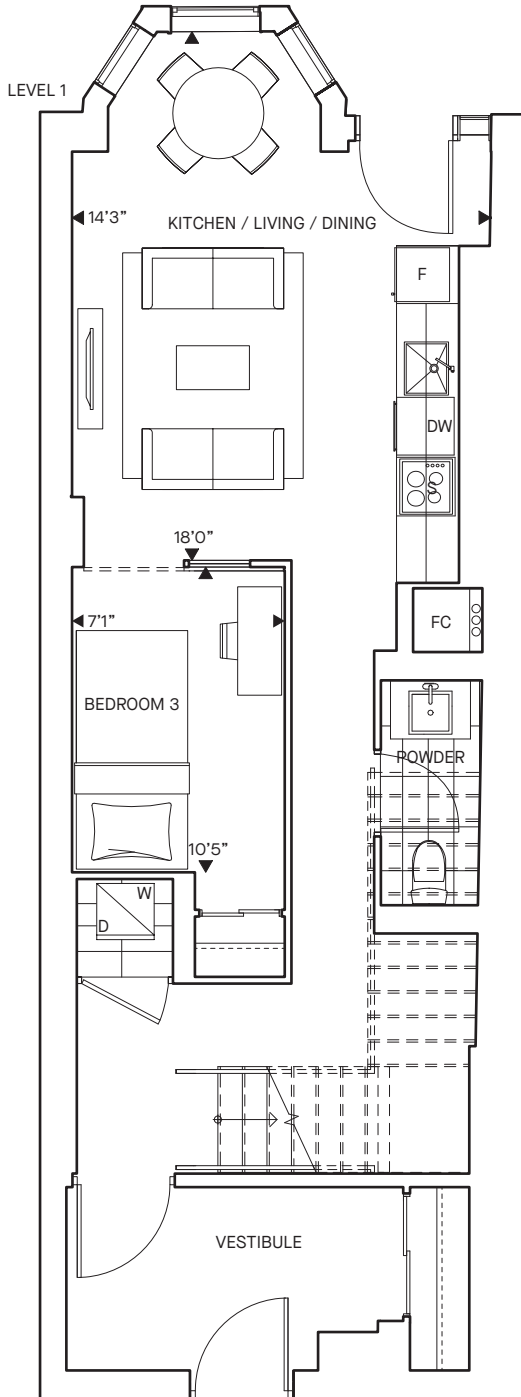 LEVEL 1
14'3”
KITCHEN / LIVING / DINING
F
DW
S
18'0”
7'1”
FC
BEDROOM 3
POWDER
10'5”
W
D
VESTIBULE